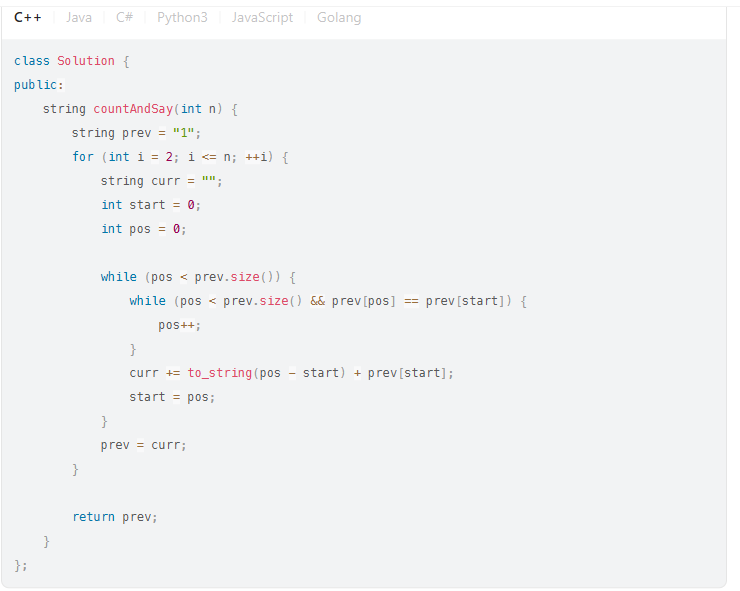 C++ Java C# Python3 JavaScript Golang
class Solution {
public:
    string countAndSay(int n) {
        string prev = "1";
        for (int i = 2; i <= n; ++i) {
            string curr = "";
            int start = 0;
            int pos = 0;

            while (pos < prev.size()) {
                while (pos < prev.size() && prev[pos] == prev[start]) {
                    pos++;
                }
                curr += to_string(pos - start) + prev[start];
                start = pos;
            }
            prev = curr;
        }

        return prev;
    }
};